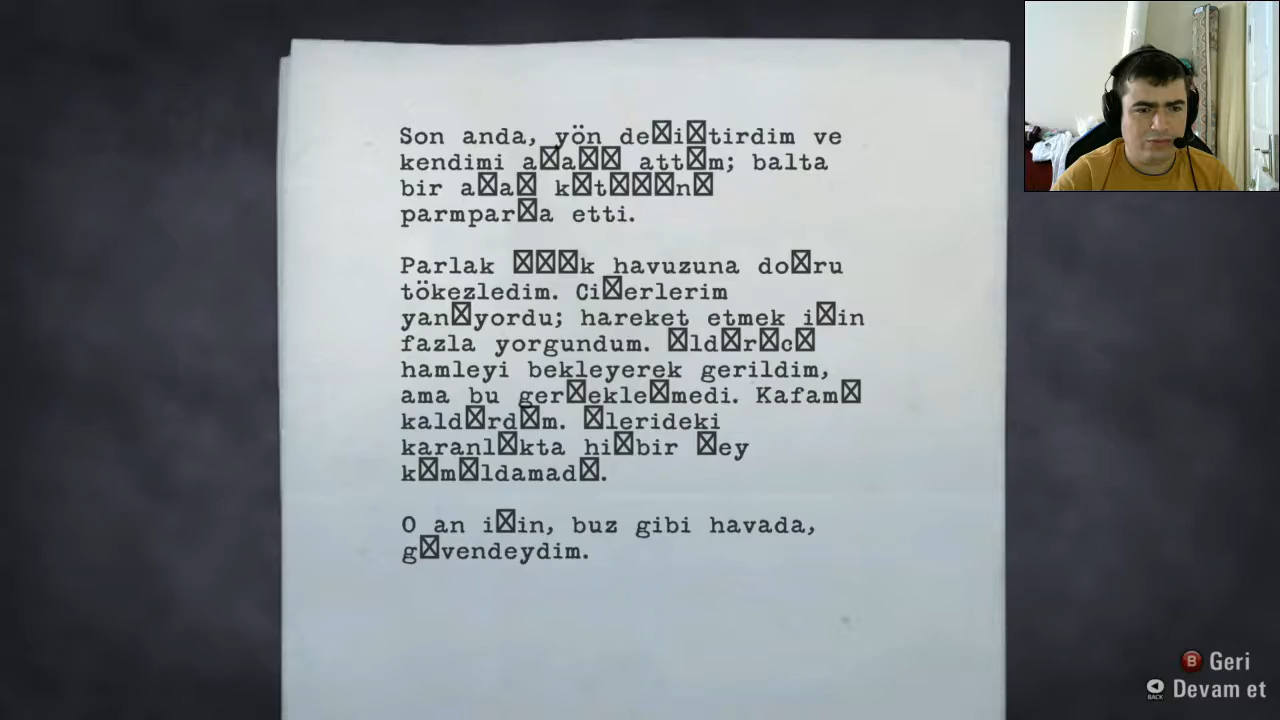 Son anda, yön de☒i☒tirdim ve
kendimi a☒a☒☒ att☒m; balta
bir a☒a☒ k☒t☒☒☒n☒
parmpar☒a etti.
Parlak ☒☒☒k havuzuna do☒ru
tökezledim. Ci☒erlerim
yan☒yordu; hareket etmek i☒in
fazla yorgundum. ☒ld☒r☒c☒
hamleyi bekleyerek gerildim,
ama bu ger☒ekle☒medi. Kafam☒
kald☒rd☒m. ☒lerideki
karanl☒kta hi☒bir ☒ey
k☒m☒ldamad☒.
O an i☒in, buz gibi havada,
g☒vendeydim.
B Geri
BACK Devam et